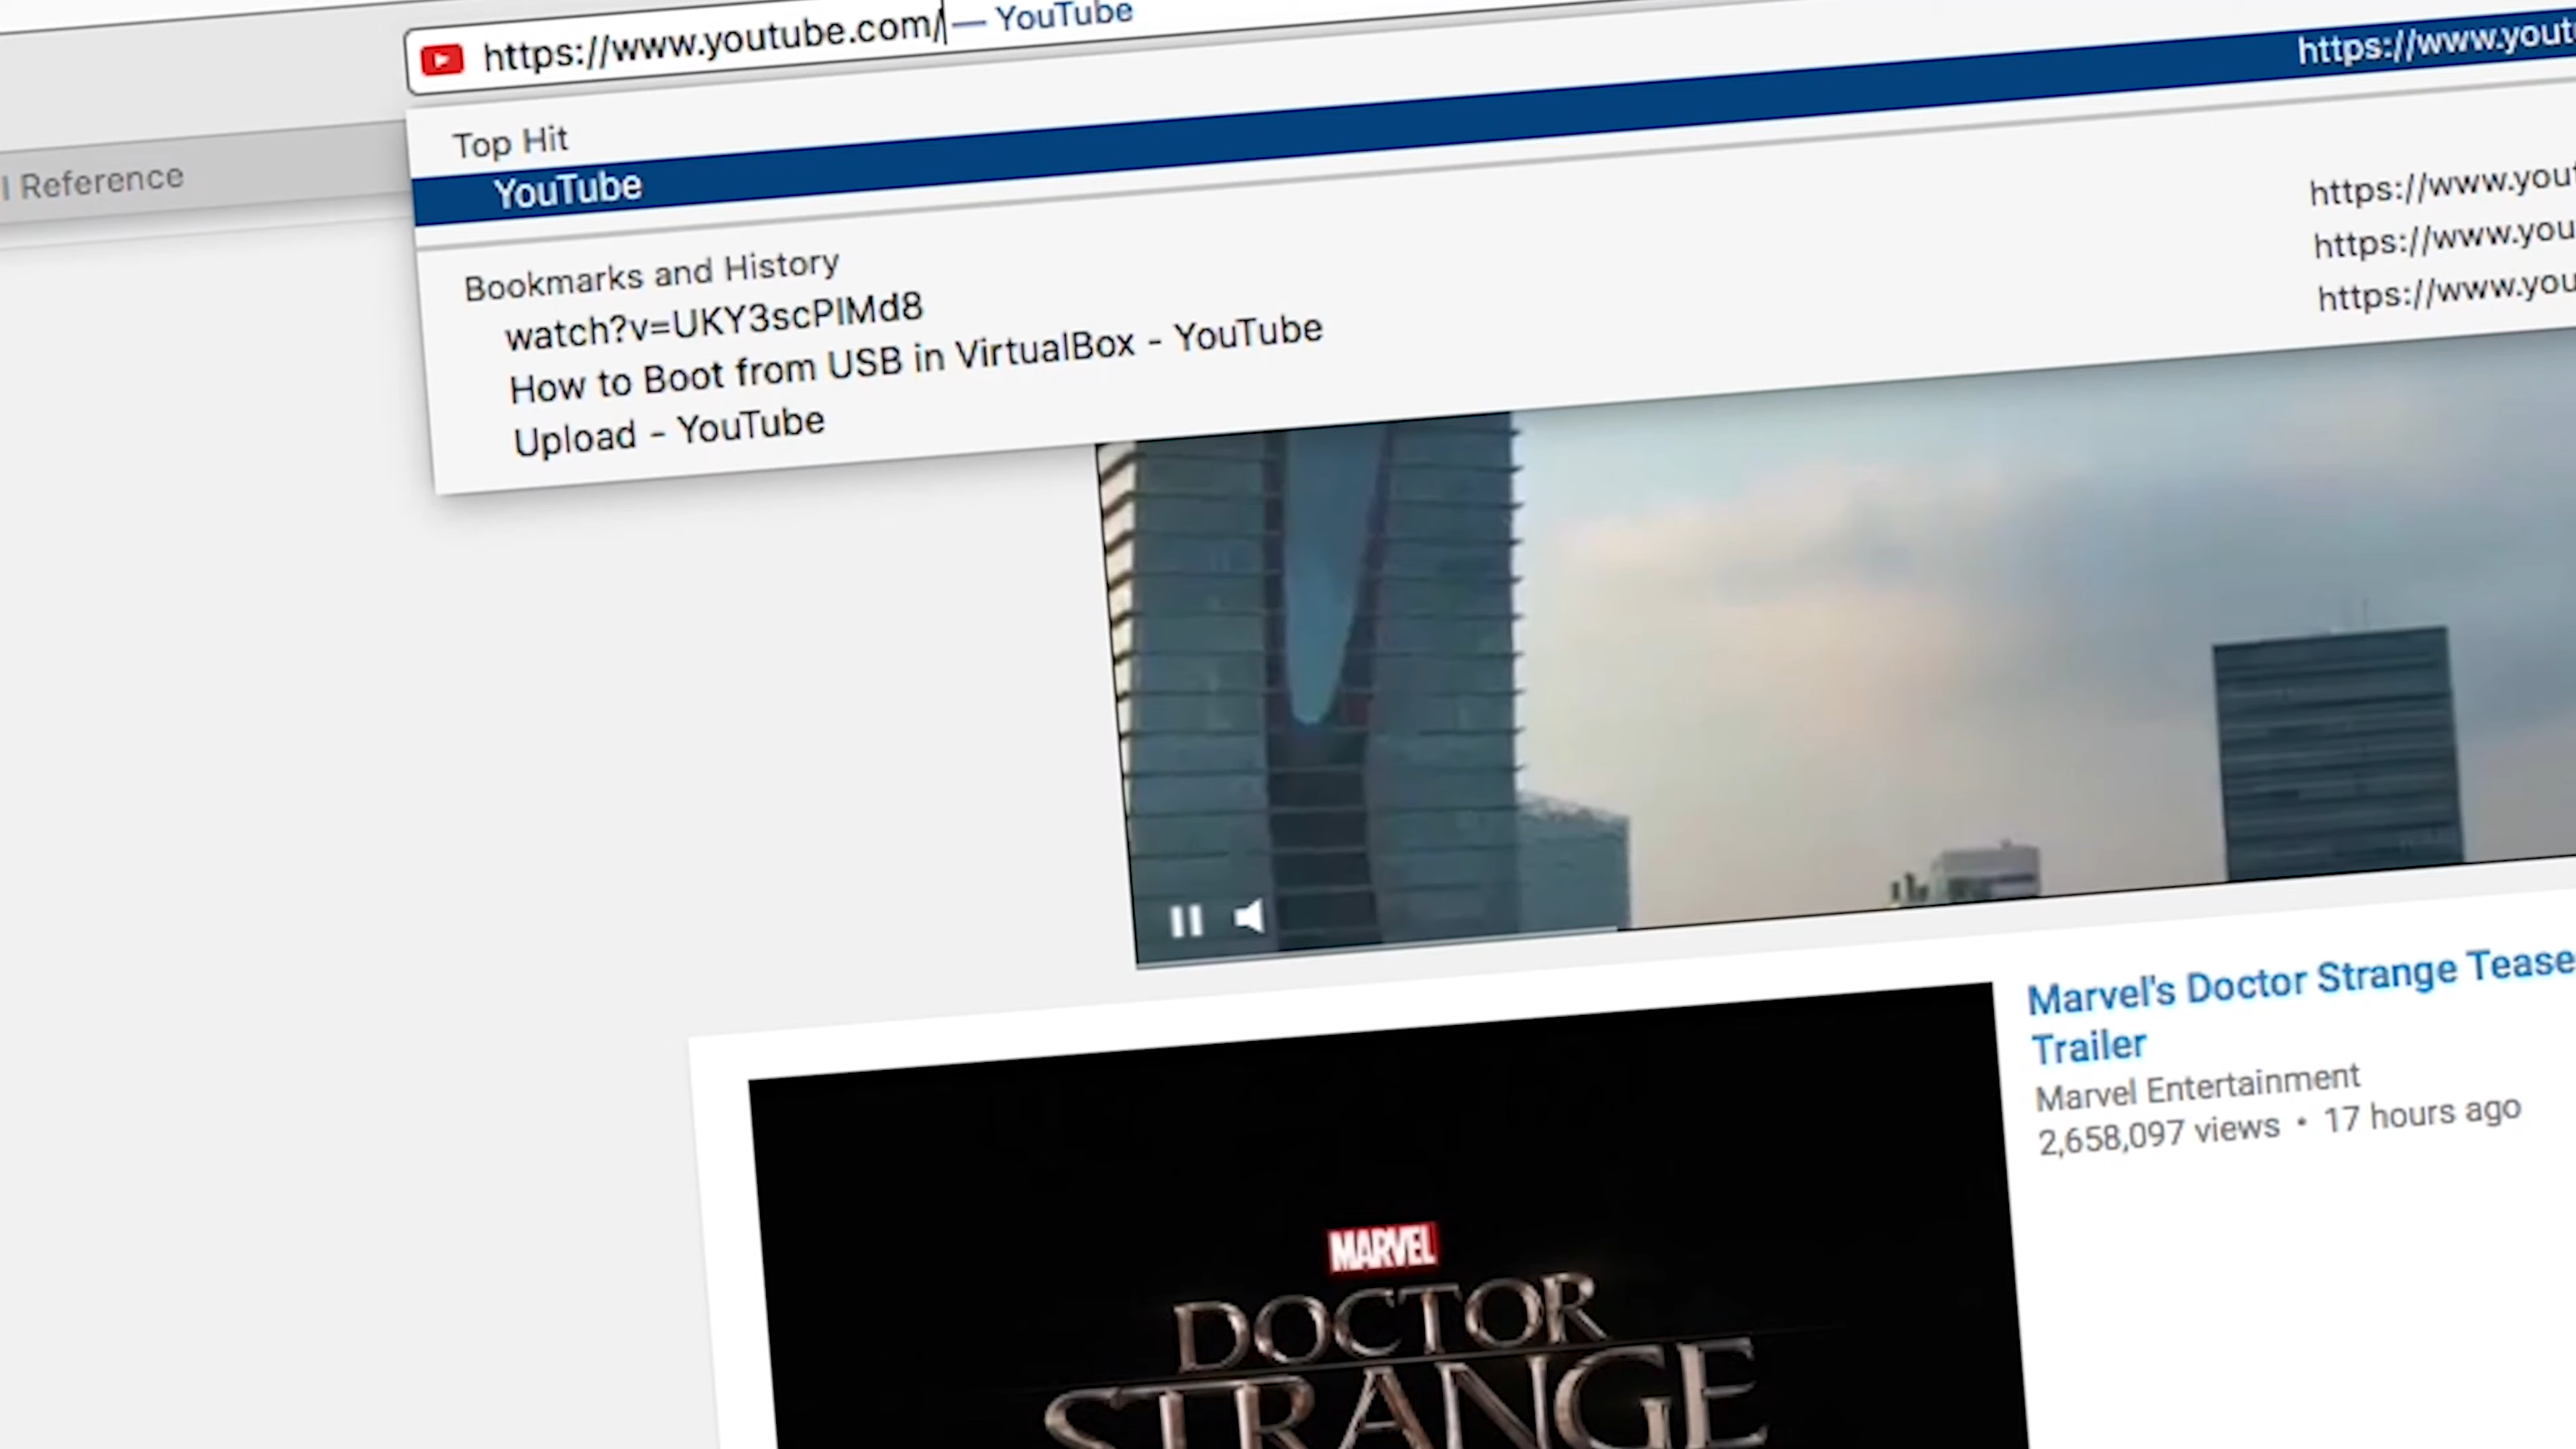 https://www.youtube.com/ — YouTube
Top Hit
YouTube https://www.yout
l Reference
Bookmarks and History
watch?v=UKY3scPIMd8 https://www.yout
How to Boot from USB in VirtualBox - YouTube https://www.you
Upload - YouTube https://www.you
Marvel's Doctor Strange Tease
Trailer
Marvel Entertainment
2,658,097 views • 17 hours ago
MARVEL
DOCTOR
STRANGE